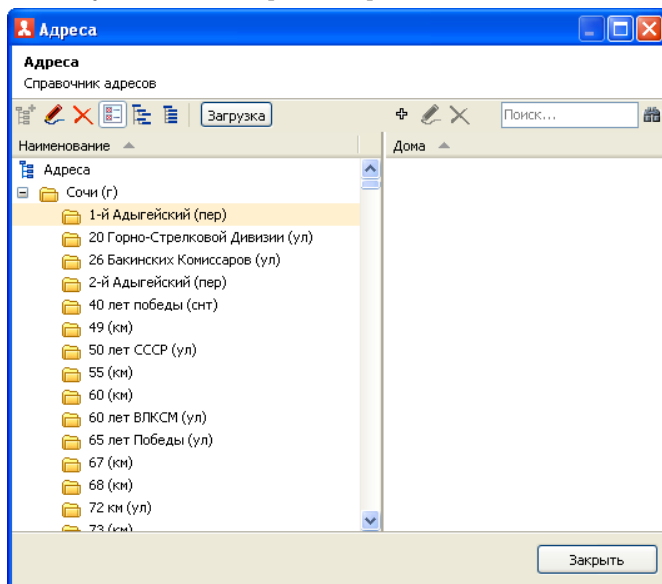 Адреса
Адреса
Справочник адресов
Загрузка
Поиск...
Наименование
Дома
Адреса
Сочи (г)
1-й Адыгейский (пер)
20 Горно-Стрелковой Дивизии (ул)
26 Бакинских Комиссаров (ул)
2-й Адыгейский (пер)
40 лет победы (снт)
49 (км)
50 лет СССР (ул)
55 (км)
60 (км)
60 лет ВЛКСМ (ул)
65 лет Победы (ул)
67 (км)
68 (км)
72 км (ул)
73 (км)
Закрыть